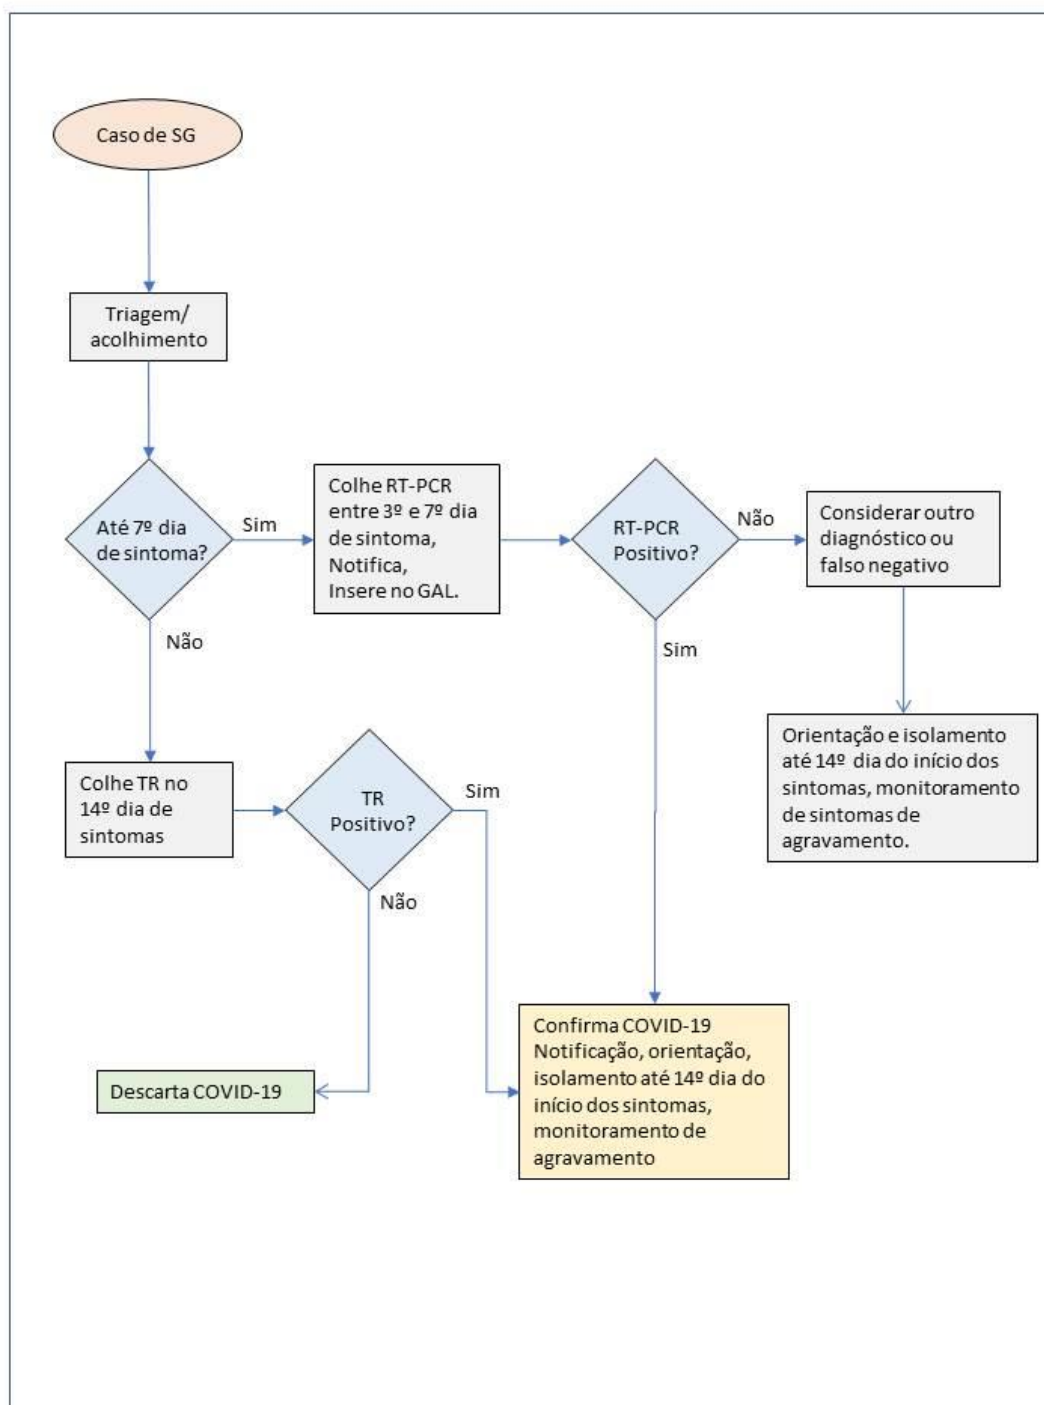 Caso de SG
Triagem/
acolhimento
Até 7º dia
de sintoma?
Sim
Colhe RT-PCR
entre 3º e 7º dia
de sintoma,
Notifica,
Insere no GAL.
RT-PCR
Positivo?
Não
Considerar outro
diagnóstico ou
falso negativo
Não
Sim
Orientação e isolamento
até 14º dia do início dos
sintomas, monitoramento
de sintomas de
agravamento.
Colhe TR no
14º dia de
sintomas
TR
Positivo?
Sim
Não
Confirma COVID-19
Notificação, orientação,
isolamento até 14º dia do
início dos sintomas,
monitoramento de
agravamento
Descarta COVID-19